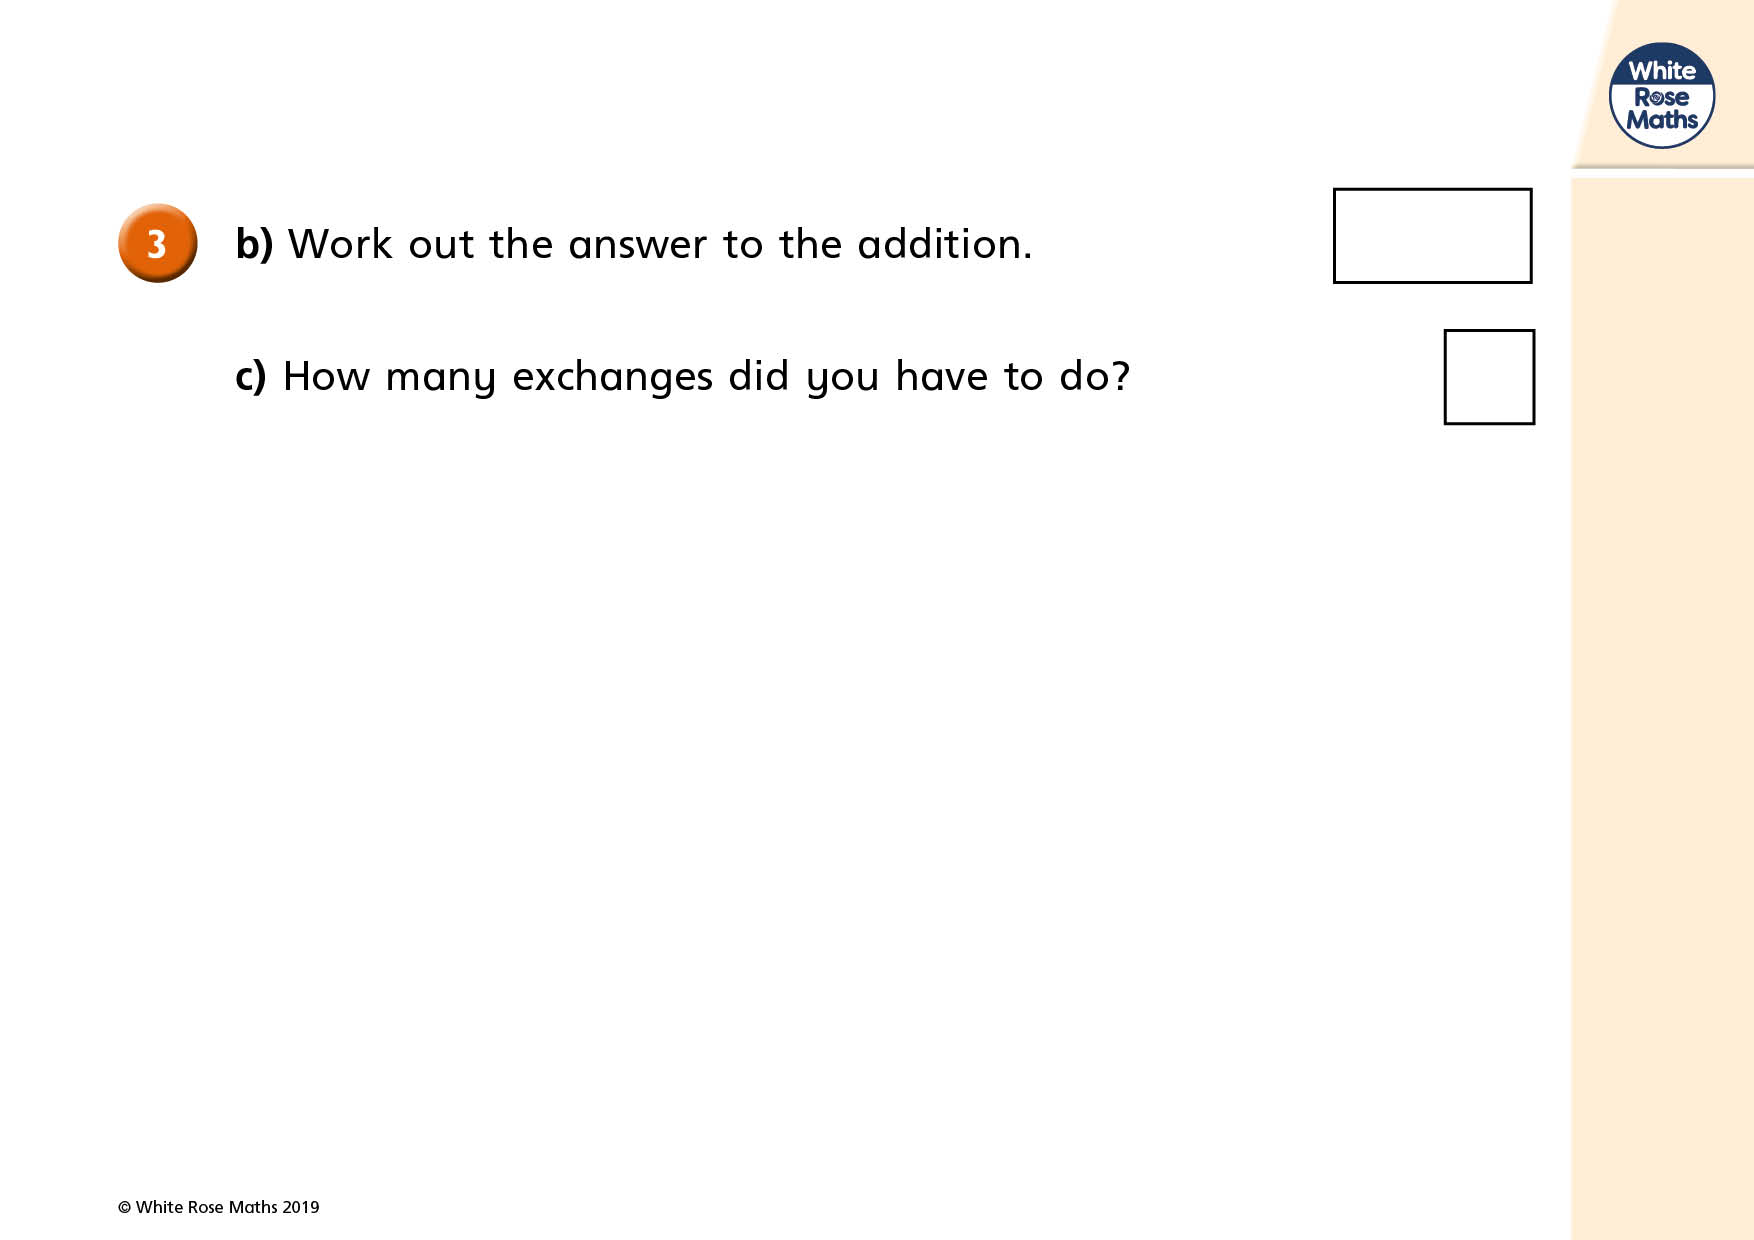 White
Rose
Maths
3 b) Work out the answer to the addition.
c) How many exchanges did you have to do?
© White Rose Maths 2019